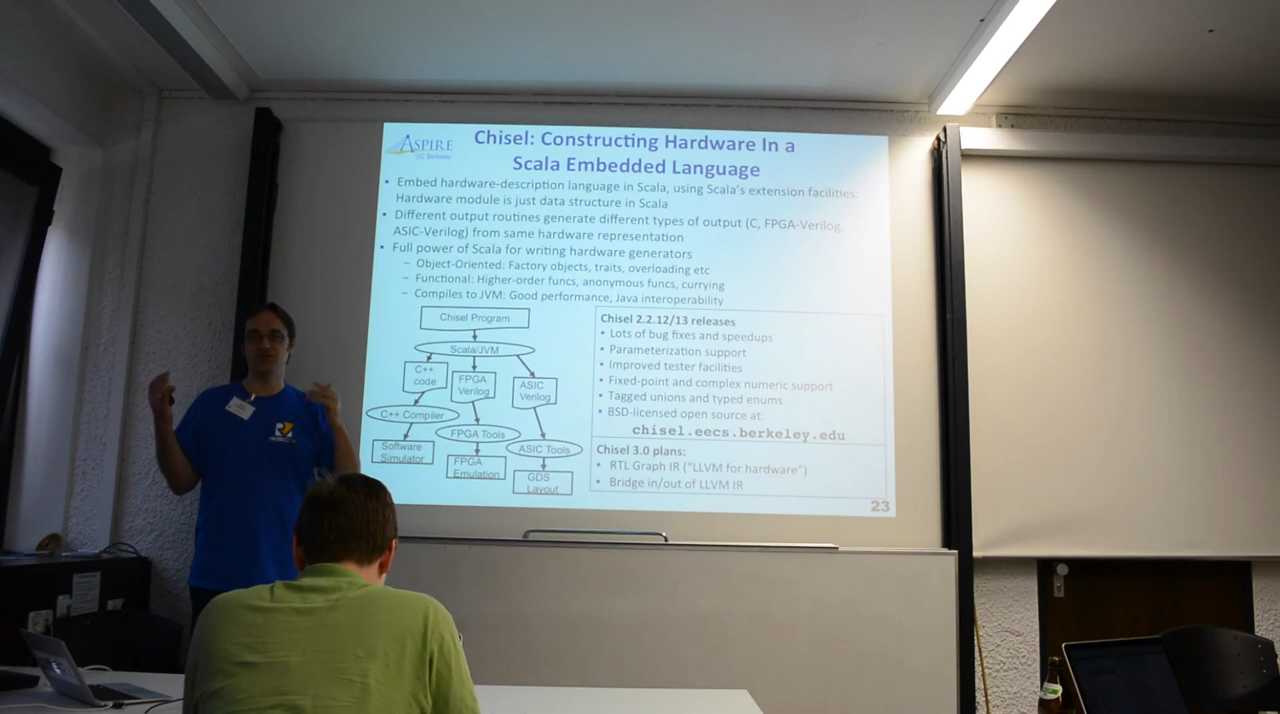 ASPIRE
UC Berkeley
Chisel: Constructing Hardware In a
Scala Embedded Language
• Embed hardware-description language in Scala, using Scala's extension facilities:
Hardware module is just data structure in Scala
• Different output routines generate different types of output (C, FPGA-Verilog,
ASIC-Verilog) from same hardware representation
• Full power of Scala for writing hardware generators
– Object-Oriented: Factory objects, traits, overloading etc
– Functional: Higher-order funcs, anonymous funcs, currying
– Compiles to JVM: Good performance, Java interoperability
Chisel Program
Scala/JVM
C++
code
FPGA
Verilog
ASIC
Verilog
C++ Compiler
FPGA Tools
ASIC Tools
Software
Simulator
FPGA
Emulation
GDS
Layout
Chisel 2.2.12/13 releases
• Lots of bug fixes and speedups
• Parameterization support
• Improved tester facilities
• Fixed-point and complex numeric support
• Tagged unions and typed enums
• BSD-licensed open source at:
chisel.eecs.berkeley.edu
Chisel 3.0 plans:
• RTL Graph IR ("LLVM for hardware")
• Bridge in/out of LLVM IR
23